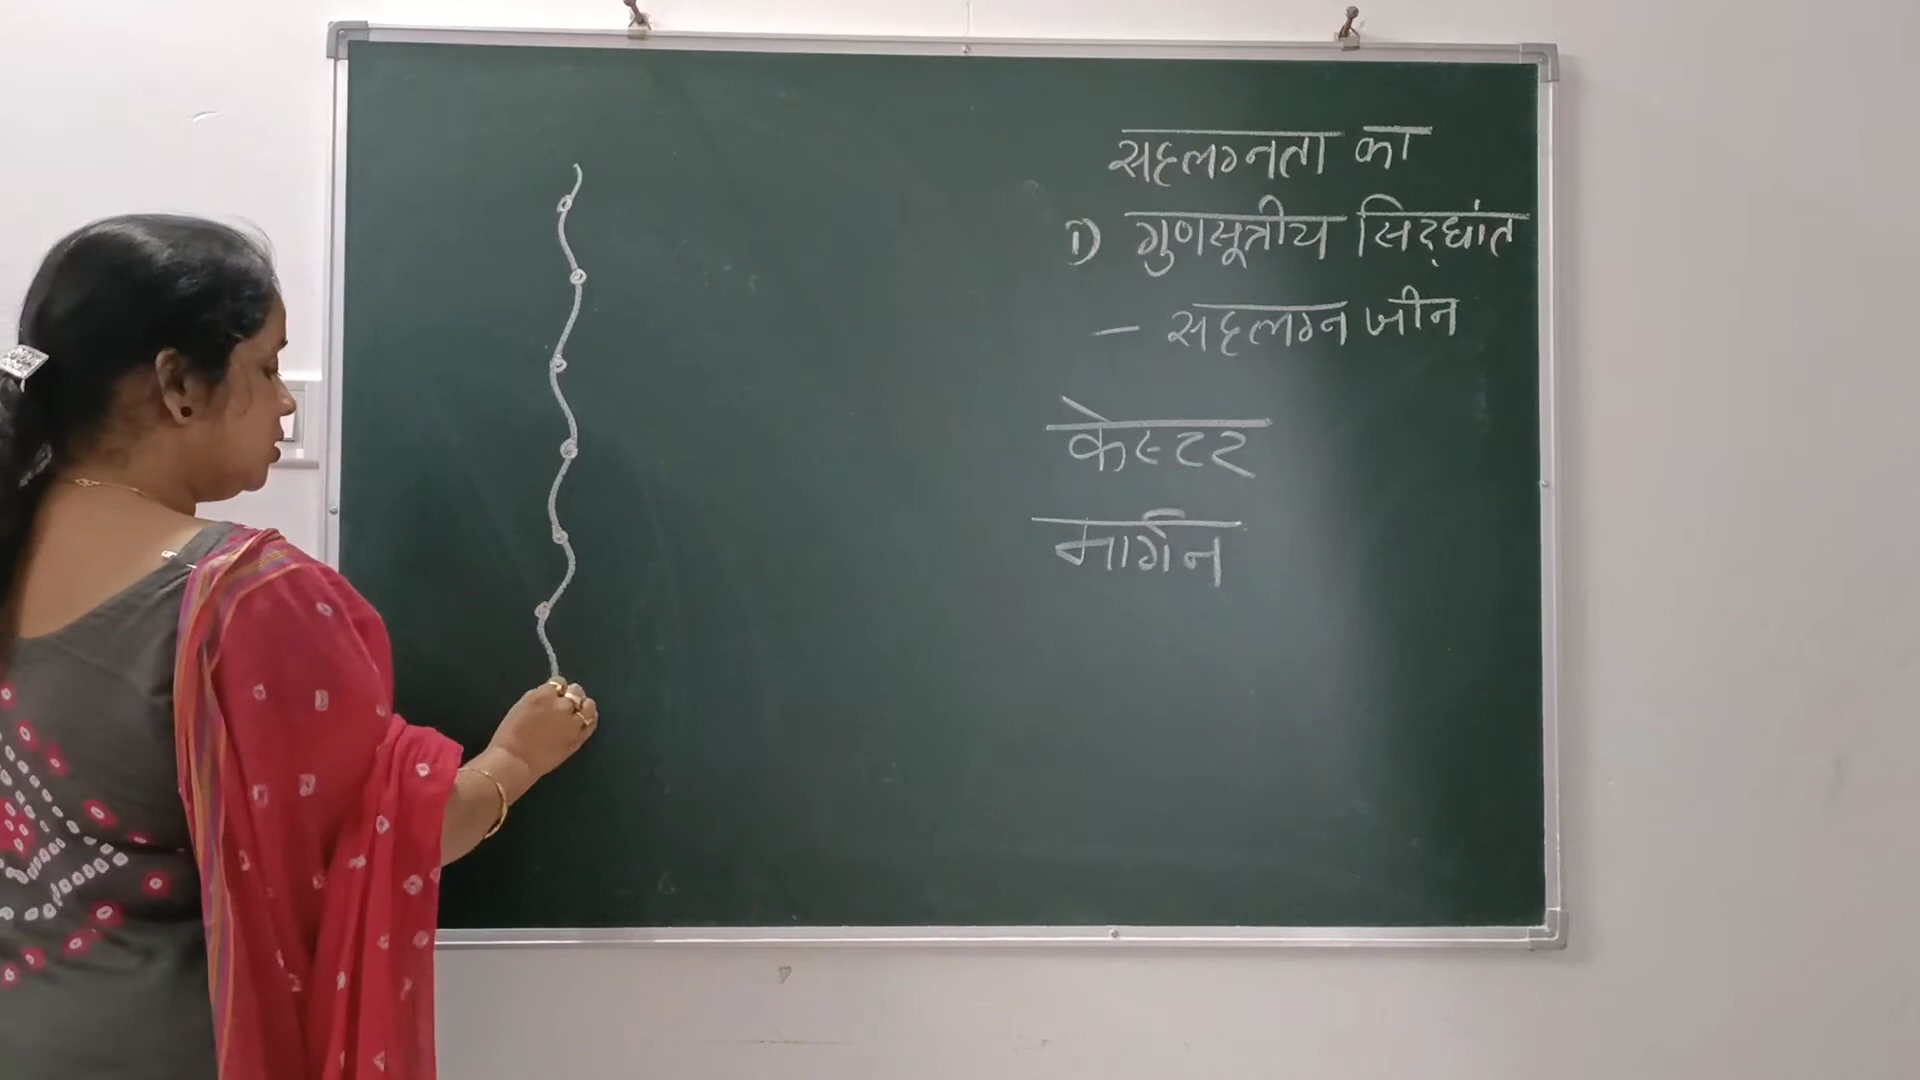 सहलग्नता का
1) गुणसूत्रीय सिद्धांत
- सहलग्न जीन
केस्टर
मार्गन